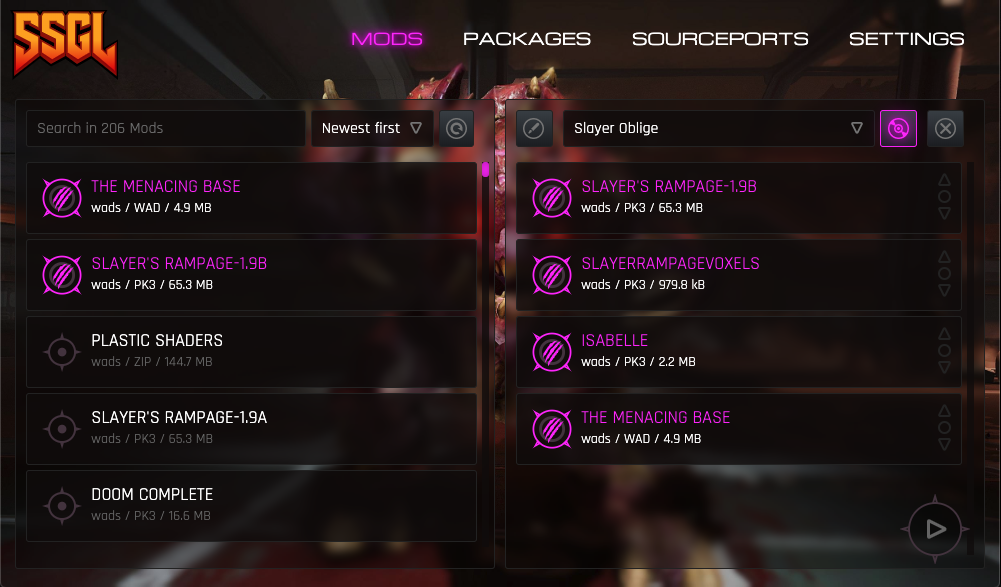 SSGL
MODS PACKAGES SOURCEPORTS SETTINGS
Search in 206 Mods
Newest first
THE MENACING BASE
wads / WAD / 4.9 MB
SLAYER'S RAMPAGE-1.9B
wads / PK3 / 65.3 MB
PLASTIC SHADERS
wads / ZIP / 144.7 MB
SLAYER'S RAMPAGE-1.9A
wads / PK3 / 65.3 MB
DOOM COMPLETE
wads / PK3 / 16.6 MB
Slayer Oblige
SLAYER'S RAMPAGE-1.9B
wads / PK3 / 65.3 MB
SLAYERRAMPAGEVOXELS
wads / PK3 / 979.8 kB
ISABELLE
wads / PK3 / 2.2 MB
THE MENACING BASE
wads / WAD / 4.9 MB